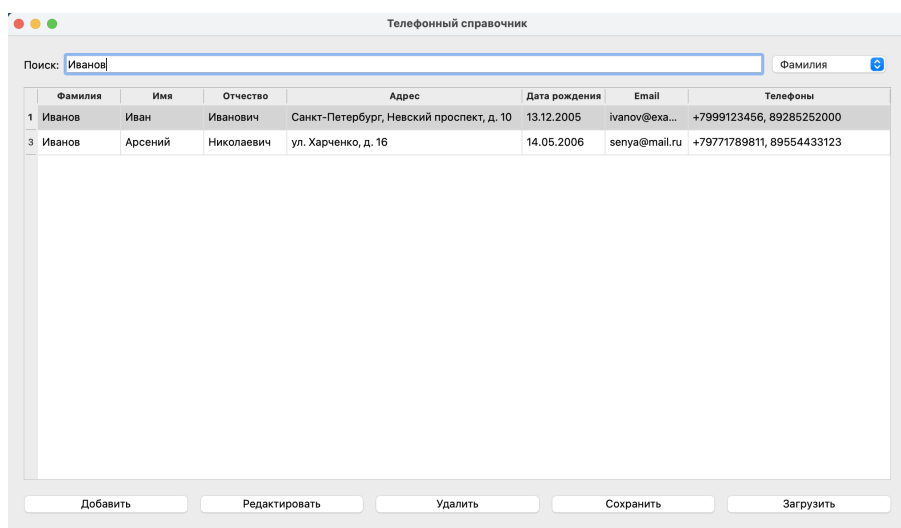 Телефонный справочник
Поиск: Иванов Фамилия
Фамилия Имя Отчество Адрес Дата рождения Email Телефоны
1 Иванов Иван Иванович Санкт-Петербург, Невский проспект, д. 10 13.12.2005 ivanov@exa... +7999123456, 89285252000
3 Иванов Арсений Николаевич ул. Харченко, д. 16 14.05.2006 senya@mail.ru +79771789811, 89554433123
Добавить Редактировать Удалить Сохранить Загрузить